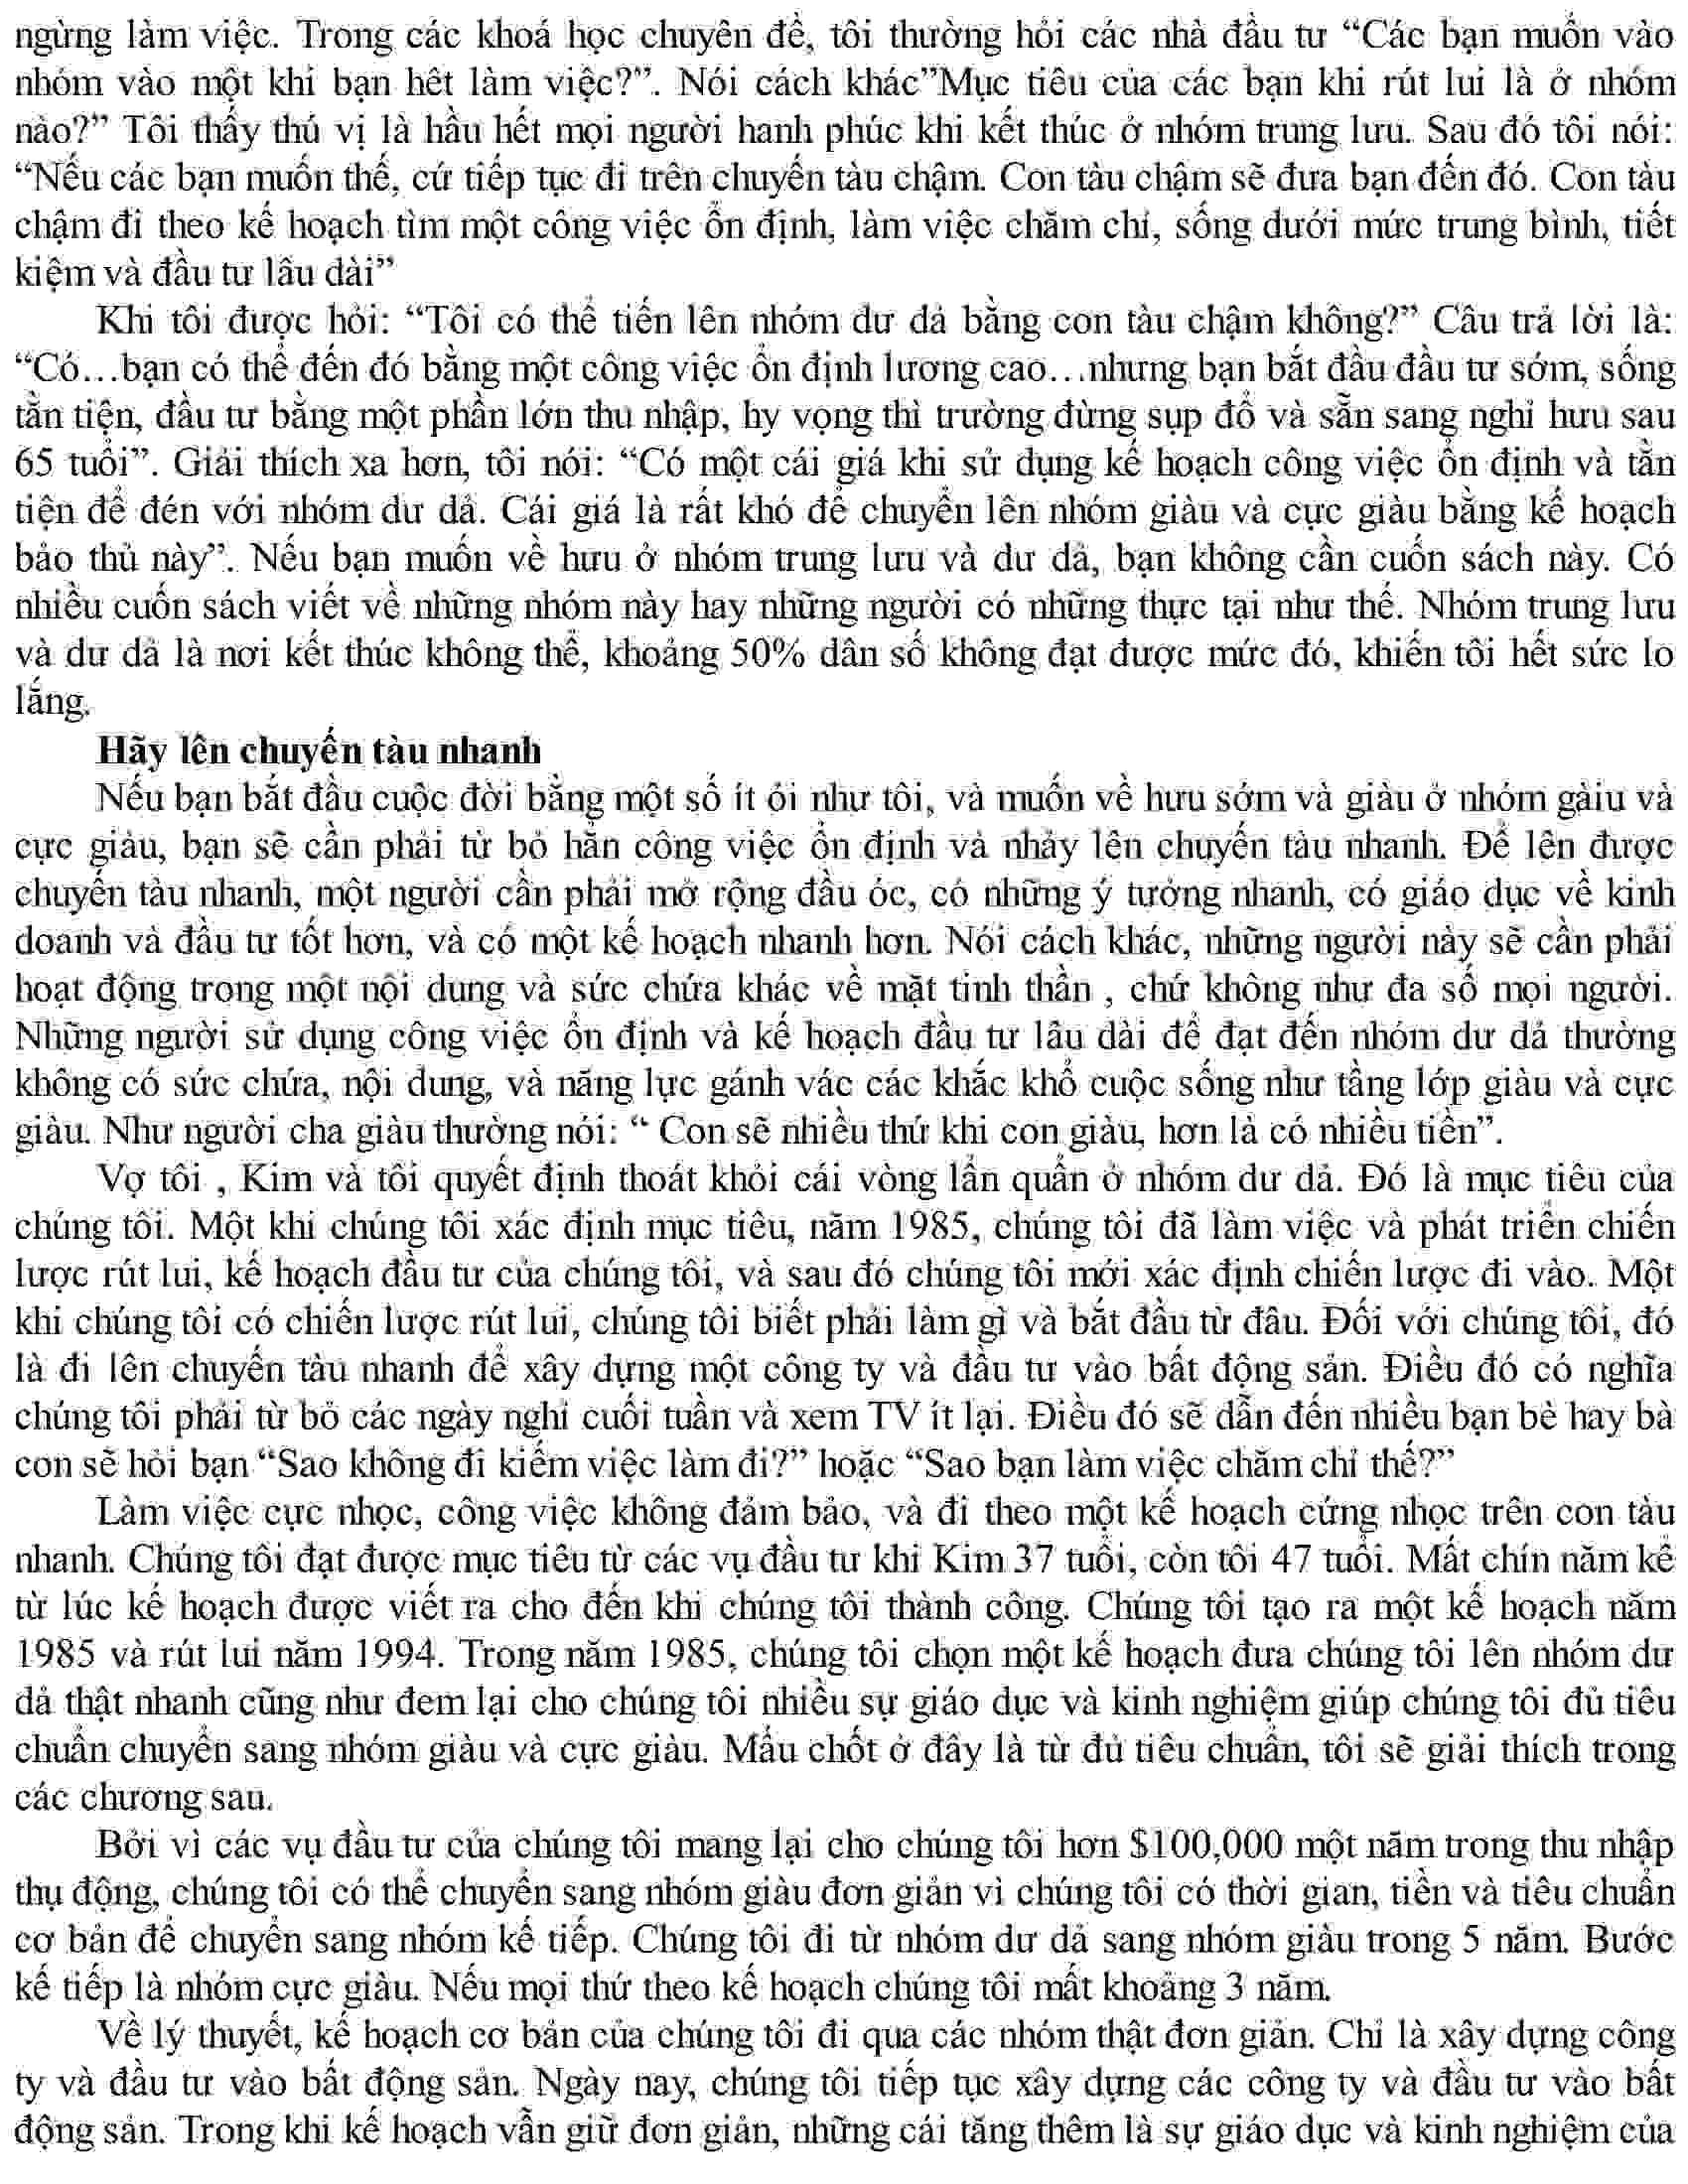 ngừng làm việc. Trong các khoá học chuyên đề, tôi thường hỏi các nhà đầu tư “Các bạn muốn vào
nhóm vào một khi bạn hết làm việc?”. Nói cách khác”Mục tiêu của các bạn khi rút lui là ở nhóm
nào?” Tôi thấy thú vị là hầu hết mọi người hanh phúc khi kết thúc ở nhóm trung lưu. Sau đó tôi nói:
“Nếu các bạn muốn thế, cứ tiếp tục đi trên chuyến tàu chậm. Con tàu chậm sẽ đưa bạn đến đó. Con tàu
chậm đi theo kế hoạch tìm một công việc ổn định, làm việc chăm chỉ, sống dưới mức trung bình, tiết
kiệm và đầu tư lâu dài”
Khi tôi được hỏi: “Tôi có thể tiến lên nhóm dư dả bằng con tàu chậm không?” Câu trả lời là:
“Có…bạn có thể đến đó bằng một công việc ổn định lương cao…nhưng bạn bắt đầu đầu tư sớm, sống
tằn tiện, đầu tư bằng một phần lớn thu nhập, hy vọng thì trường đừng sụp đổ và sẵn sang nghỉ hưu sau
65 tuổi”. Giải thích xa hơn, tôi nói: “Có một cái giá khi sử dụng kế hoạch công việc ổn định và tằn
tiện để đén với nhóm dư dả. Cái giá là rất khó để chuyển lên nhóm giàu và cực giàu bằng kế hoạch
bảo thủ này”. Nếu bạn muốn về hưu ở nhóm trung lưu và dư dả, bạn không cần cuốn sách này. Có
nhiều cuốn sách viết về những nhóm này hay những người có những thực tại như thế. Nhóm trung lưu
và dư dả là nơi kết thúc không thể, khoảng 50% dân số không đạt được mức đó, khiến tôi hết sức lo
lắng.
Hãy lên chuyến tàu nhanh
Nếu bạn bắt đầu cuộc đời bằng một số ít ỏi như tôi, và muốn về hưu sớm và giàu ở nhóm gàiu và
cực giàu, bạn sẽ cần phải từ bỏ hẳn công việc ổn định và nhảy lên chuyến tàu nhanh. Để lên được
chuyến tàu nhanh, một người cần phải mở rộng đầu óc, có những ý tưởng nhanh, có giáo dục về kinh
doanh và đầu tư tốt hơn, và có một kế hoạch nhanh hơn. Nói cách khác, những người này sẽ cần phải
hoạt động trong một nội dung và sức chứa khác về mặt tinh thần , chứ không như đa số mọi người.
Những người sử dụng công việc ổn định và kế hoạch đầu tư lâu dài để đạt đến nhóm dư dả thường
không có sức chứa, nội dung, và năng lực gánh vác các khắc khổ cuộc sống như tầng lớp giàu và cực
giàu. Như người cha giàu thường nói: “ Con sẽ nhiều thứ khi con giàu, hơn là có nhiều tiền”.
Vợ tôi , Kim và tôi quyết định thoát khỏi cái vòng lẩn quẩn ở nhóm dư dả. Đó là mục tiêu của
chúng tôi. Một khi chúng tôi xác định mục tiêu, năm 1985, chúng tôi đã làm việc và phát triển chiến
lược rút lui, kế hoạch đầu tư của chúng tôi, và sau đó chúng tôi mới xác định chiến lược đi vào. Một
khi chúng tôi có chiến lược rút lui, chúng tôi biết phải làm gì và bắt đầu từ đâu. Đối với chúng tôi, đó
là đi lên chuyến tàu nhanh để xây dựng một công ty và đầu tư vào bất động sản. Điều đó có nghĩa
chúng tôi phải từ bỏ các ngày nghỉ cuối tuần và xem TV ít lại. Điều đó sẽ dẫn đến nhiều bạn bè hay bà
con sẽ hỏi bạn “Sao không đi kiếm việc làm đi?” hoặc “Sao bạn làm việc chăm chỉ thế?”
Làm việc cực nhọc, công việc không đảm bảo, và đi theo một kế hoạch cứng nhọc trên con tàu
nhanh. Chúng tôi đạt được mục tiêu từ các vụ đầu tư khi Kim 37 tuổi, còn tôi 47 tuổi. Mất chín năm kể
từ lúc kế hoạch được viết ra cho đến khi chúng tôi thành công. Chúng tôi tạo ra một kế hoạch năm
1985 và rút lui năm 1994. Trong năm 1985, chúng tôi chọn một kế hoạch đưa chúng tôi lên nhóm dư
dả thật nhanh cũng như đem lại cho chúng tôi nhiều sự giáo dục và kinh nghiệm giúp chúng tôi đủ tiêu
chuẩn chuyển sang nhóm giàu và cực giàu. Mấu chốt ở đây là từ đủ tiêu chuẩn, tôi sẽ giải thích trong
các chương sau.
Bởi vì các vụ đầu tư của chúng tôi mang lại cho chúng tôi hơn $100,000 một năm trong thu nhập
thụ động, chúng tôi có thể chuyển sang nhóm giàu đơn giản vì chúng tôi có thời gian, tiền và tiêu chuẩn
cơ bản để chuyển sang nhóm kế tiếp. Chúng tôi đi từ nhóm dư dả sang nhóm giàu trong 5 năm. Bước
kế tiếp là nhóm cực giàu. Nếu mọi thứ theo kế hoạch chúng tôi mất khoảng 3 năm.
Về lý thuyết, kế hoạch cơ bản của chúng tôi đi qua các nhóm thật đơn giản. Chỉ là xây dựng công
ty và đầu tư vào bất động sản. Ngày nay, chúng tôi tiếp tục xây dựng các công ty và đầu tư vào bất
động sản. Trong khi kế hoạch vẫn giữ đơn giản, những cái tăng thêm là sự giáo dục và kinh nghiệm của